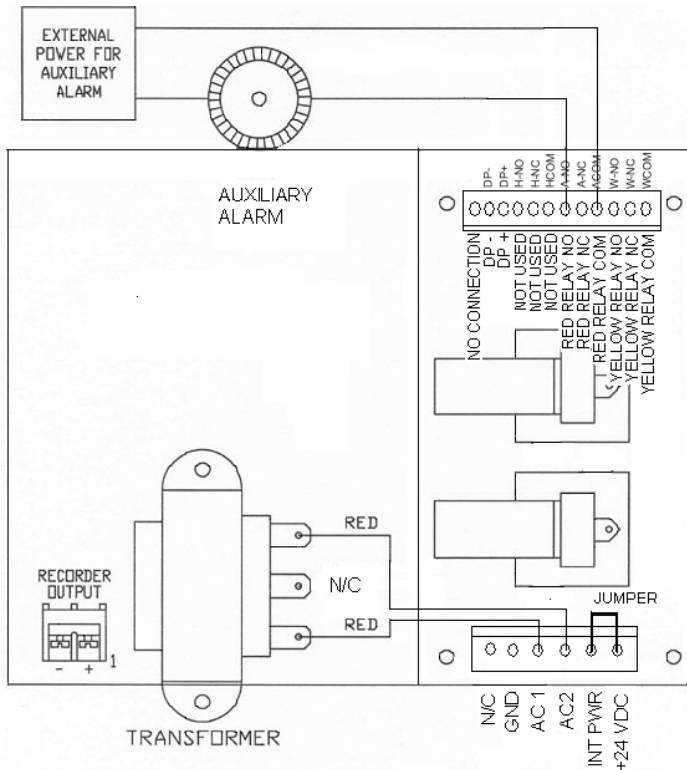 EXTERNAL
POWER FOR
AUXILIARY
ALARM
AUXILIARY
ALARM
DP-
DP+
H-NO
H-NC
HCOM
A-NO
A-NC
ACOM
W-NO
W-NC
WCOM
NO CONNECTION
DP -
DP +
NOT USED
NOT USED
NOT USED
RED RELAY NO
RED RELAY NC
RED RELAY COM
YELLOW RELAY NO
YELLOW RELAY NC
YELLOW RELAY COM
RED
N/C
RED
RECORDER
OUTPUT
- + 1
TRANSFORMER
JUMPER
N/C
GND
AC 1
AC2
INT PWR
+24 VDC